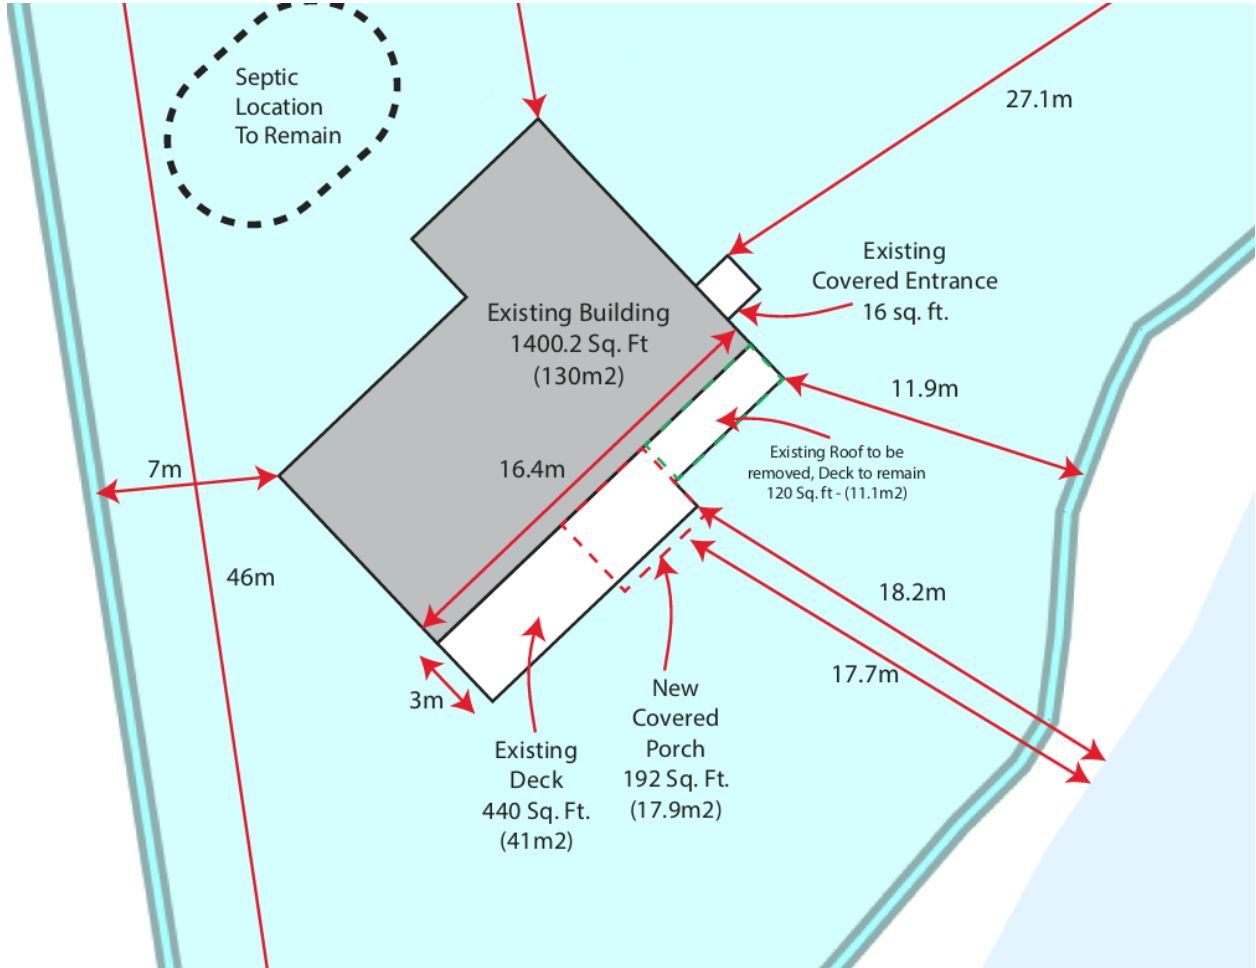 Septic
Location
To Remain
27.1m
Existing
Covered Entrance
16 sq. ft.
Existing Building
1400.2 Sq. Ft
(130m2)
11.9m
Existing Roof to be
removed, Deck to remain
120 Sq. ft - (11.1m2)
7m
16.4m
46m
18.2m
17.7m
3m
New
Covered
Porch
192 Sq. Ft.
(17.9m2)
Existing
Deck
440 Sq. Ft.
(41m2)